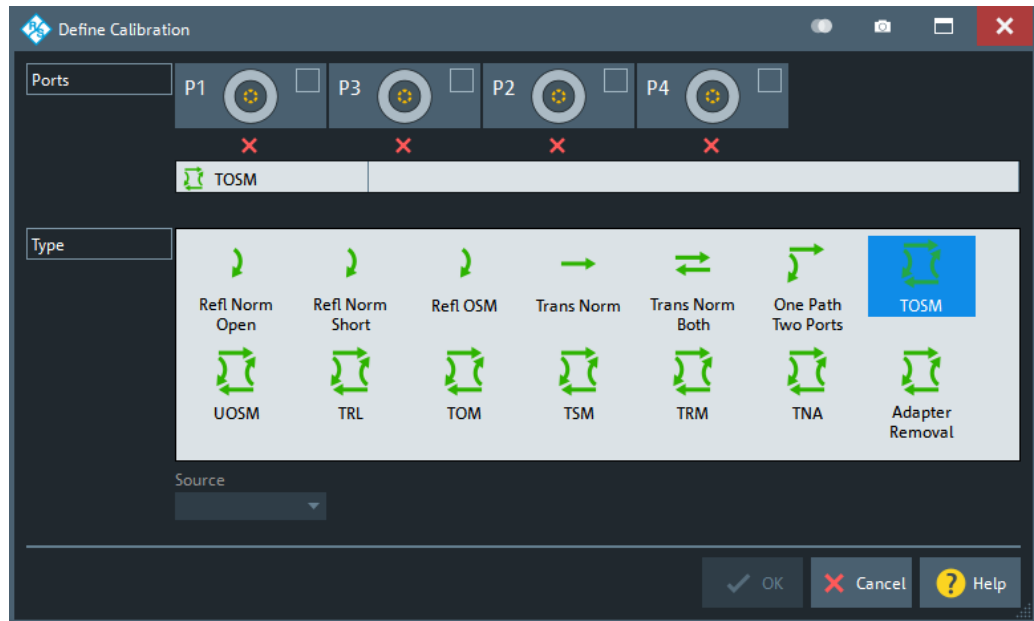 Define Calibration
Ports
P1 P3 P2 P4
TOSM
Type
Refl Norm Open
Refl Norm Short
Refl OSM
Trans Norm
Trans Norm Both
One Path Two Ports
TOSM
UOSM
TRL
TOM
TSM
TRM
TNA
Adapter Removal
Source
OK
Cancel
? Help